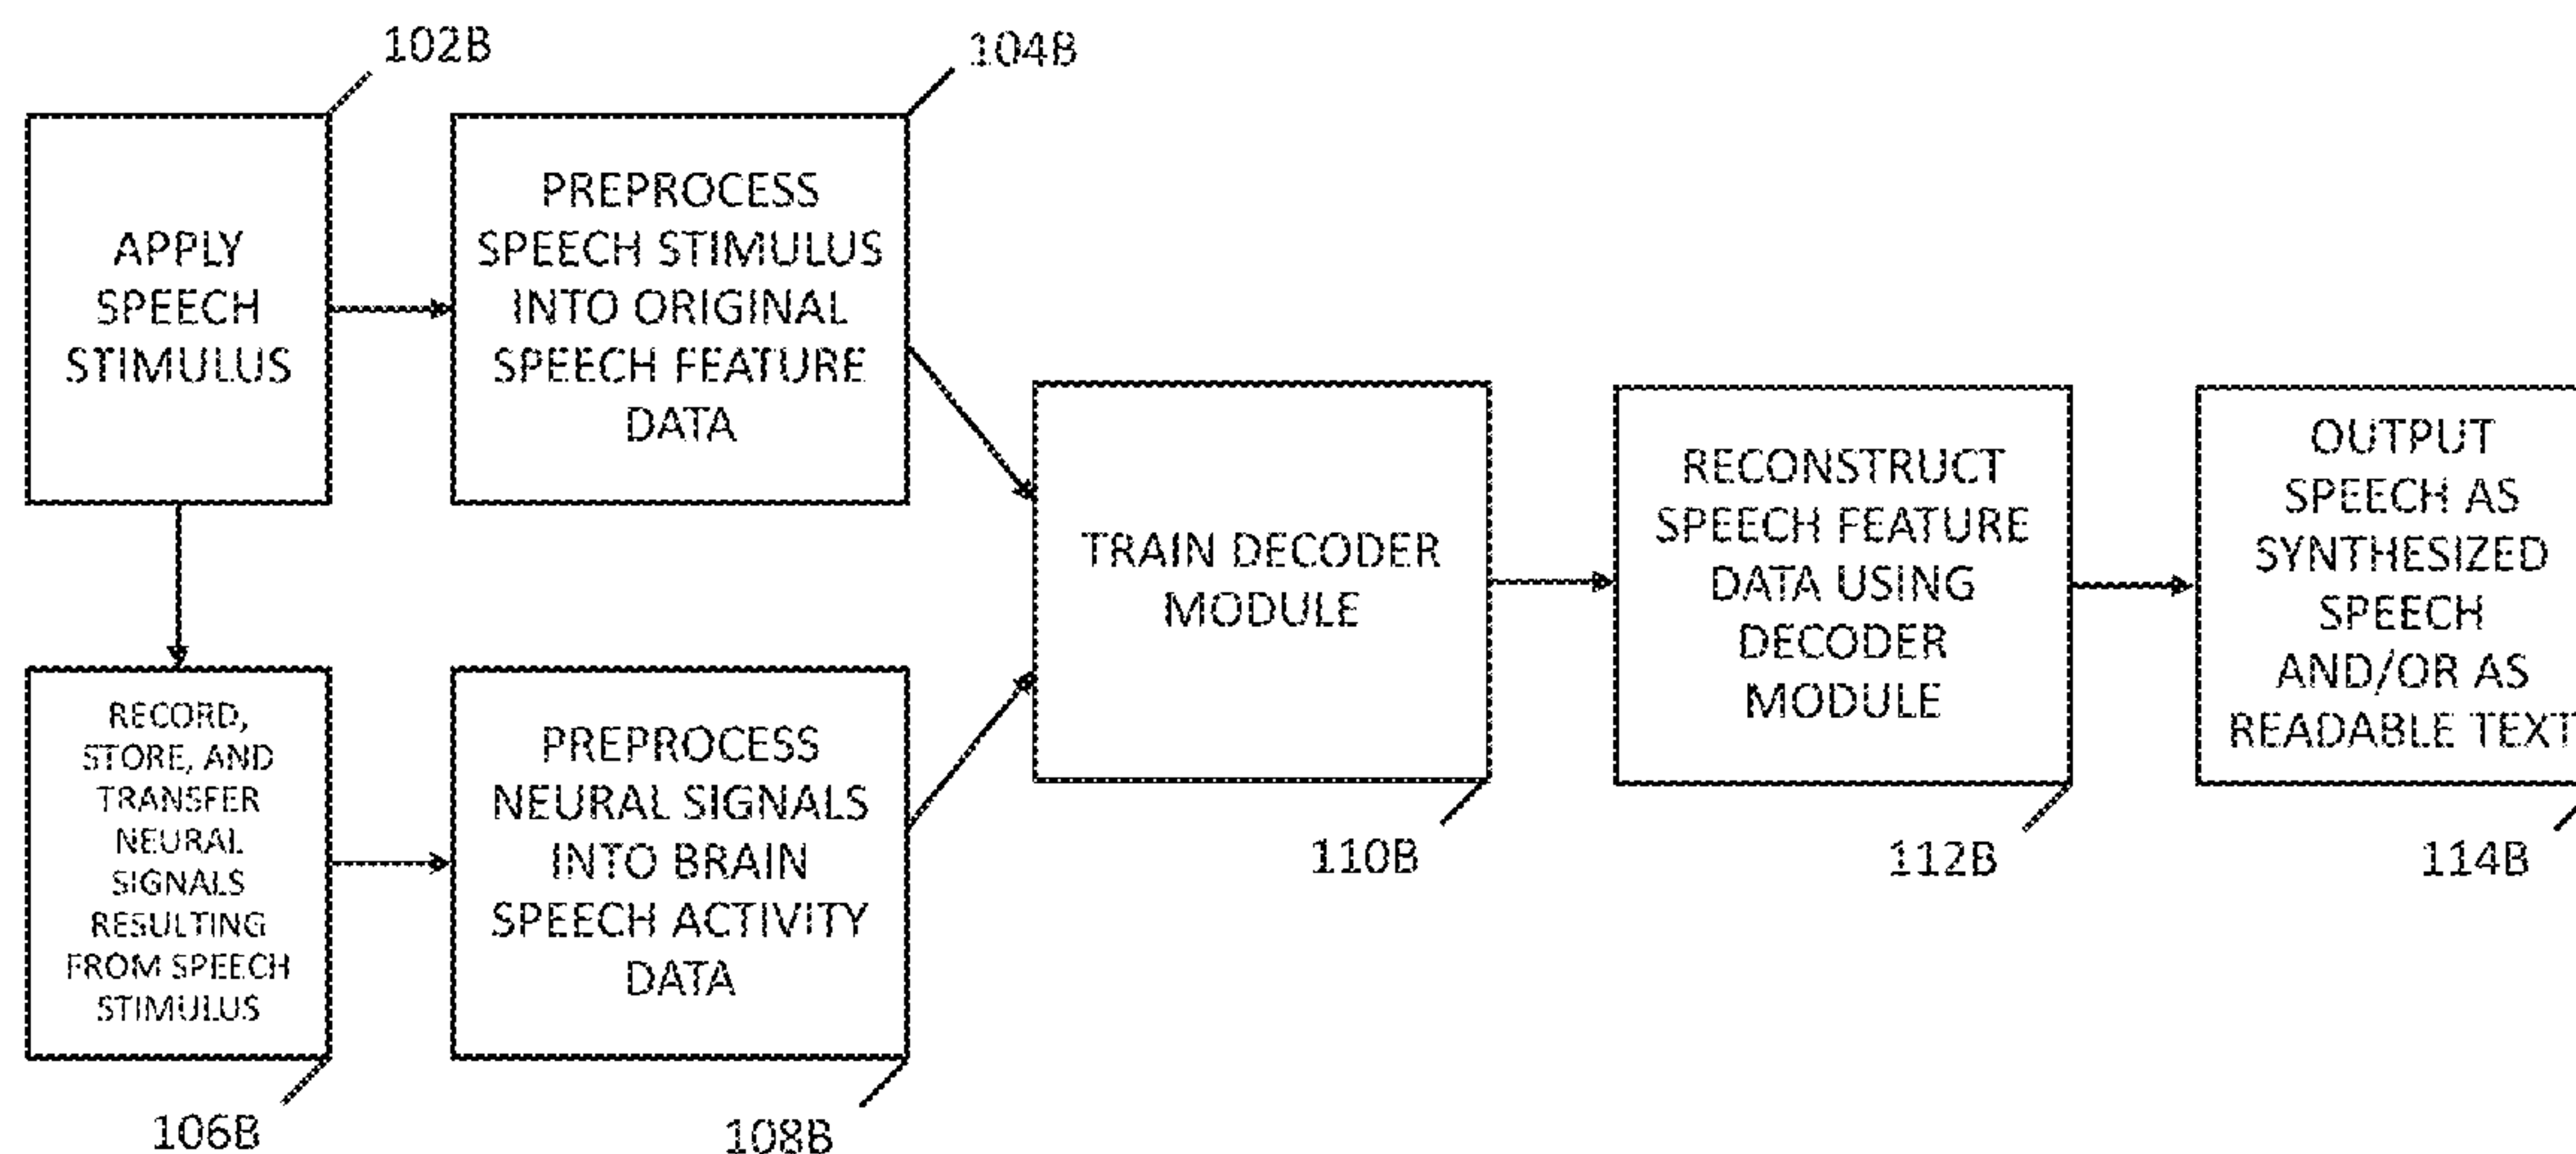 102B
104B
APPLY
SPEECH
STIMULUS
PREPROCESS
SPEECH STIMULUS
INTO ORIGINAL
SPEECH FEATURE
DATA
RECORD,
STORE, AND
TRANSFER
NEURAL
SIGNALS
RESULTING
FROM SPEECH
STIMULUS
106B
PREPROCESS
NEURAL SIGNALS
INTO BRAIN
SPEECH ACTIVITY
DATA
108B
TRAIN DECODER
MODULE
110B
RECONSTRUCT
SPEECH FEATURE
DATA USING
DECODER
MODULE
112B
OUTPUT
SPEECH AS
SYNTHESIZED
SPEECH
AND/OR AS
READABLE TEXT
114B